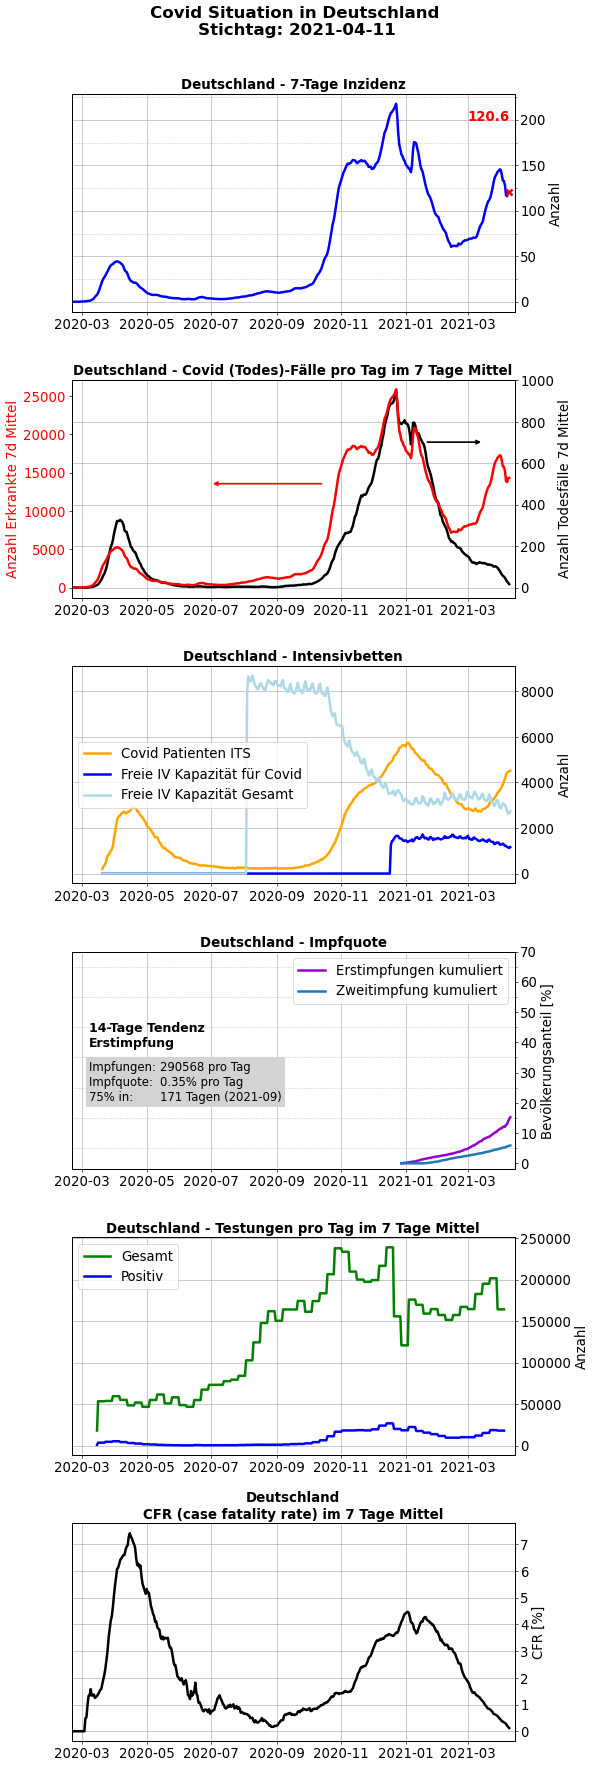 Covid Situation in Deutschland
Stichtag: 2021-04-11
Deutschland - 7-Tage Inzidenz
120.6
200
150
100
50
0
Anzahl
2020-03 2020-05 2020-07 2020-09 2020-11 2021-01 2021-03
Deutschland - Covid (Todes)-Fälle pro Tag im 7 Tage Mittel
Anzahl Erkrankte 7d Mittel
25000
20000
15000
10000
5000
0
1000
800
600
400
200
0
Anzahl Todesfälle 7d Mittel
2020-03 2020-05 2020-07 2020-09 2020-11 2021-01 2021-03
Deutschland - Intensivbetten
Covid Patienten ITS
Freie IV Kapazität für Covid
Freie IV Kapazität Gesamt
8000
6000
4000
2000
0
Anzahl
2020-03 2020-05 2020-07 2020-09 2020-11 2021-01 2021-03
Deutschland - Impfquote
Erstimpfungen kumuliert
Zweitimpfung kumuliert
14-Tage Tendenz
Erstimpfung
Impfungen: 290568 pro Tag
Impfquote: 0.35% pro Tag
75% in: 171 Tagen (2021-09)
70
60
50
40
30
20
10
0
Bevölkerungsanteil [%]
2020-03 2020-05 2020-07 2020-09 2020-11 2021-01 2021-03
Deutschland - Testungen pro Tag im 7 Tage Mittel
Gesamt
Positiv
250000
200000
150000
100000
50000
0
Anzahl
2020-03 2020-05 2020-07 2020-09 2020-11 2021-01 2021-03
Deutschland
CFR (case fatality rate) im 7 Tage Mittel
7
6
5
4
3
2
1
0
CFR [%]
2020-03 2020-05 2020-07 2020-09 2020-11 2021-01 2021-03